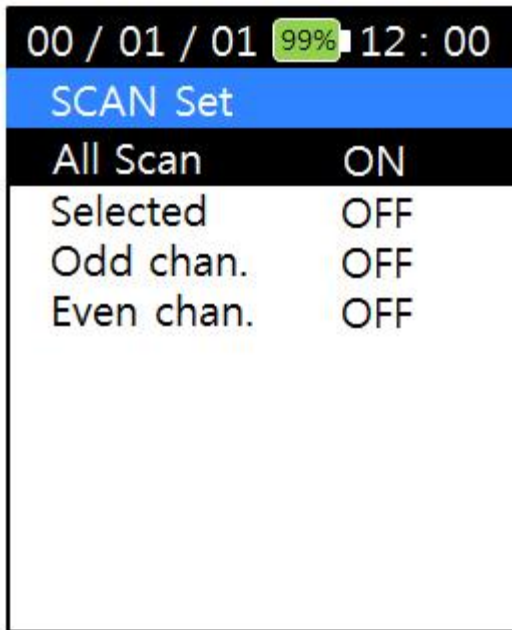 00 / 01 / 01 99% 12 : 00
SCAN Set
All Scan ON
Selected OFF
Odd chan. OFF
Even chan. OFF